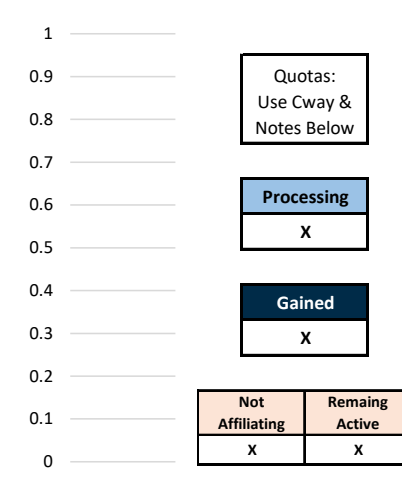 1
0.9
0.8
0.7
0.6
0.5
0.4
0.3
0.2
0.1
0
Quotas:
Use Cway &
Notes Below
Processing
X
Gained
X
Not
Affiliating
Remaing
Active
X
X